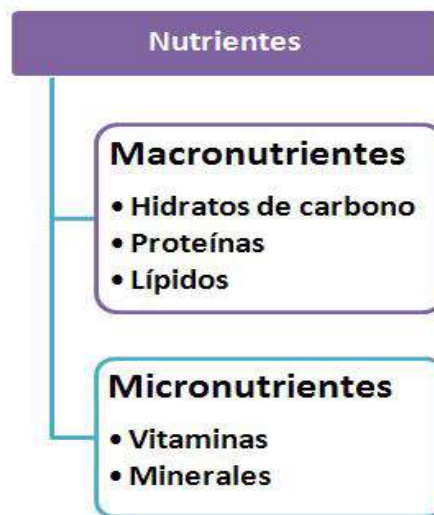 Nutrientes
Macronutrientes
• Hidratos de carbono
• Proteínas
• Lípidos
Micronutrientes
• Vitaminas
• Minerales